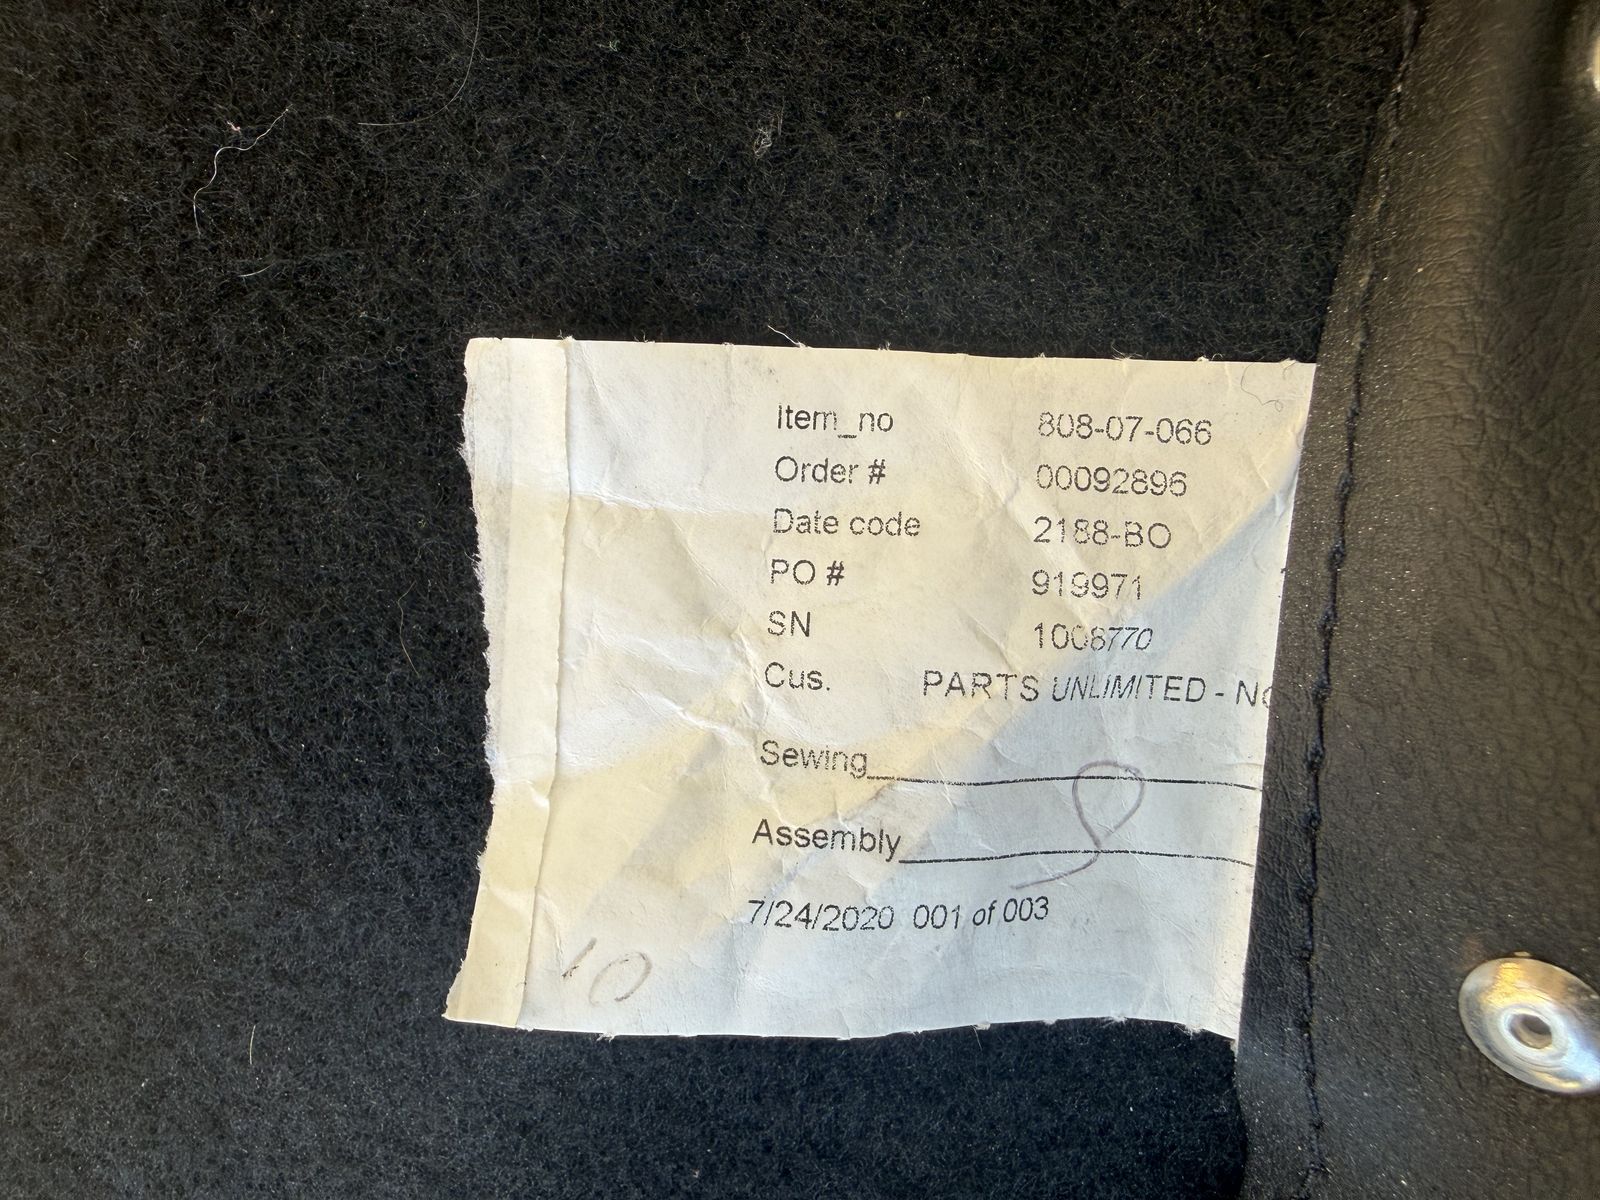 Item_no 808-07-066
Order # 00092896
Date code 2188-BO
PO # 919971
SN 1008770
Cus. PARTS UNLIMITED - No
Sewing
Assembly
7/24/2020 001 of 003
10